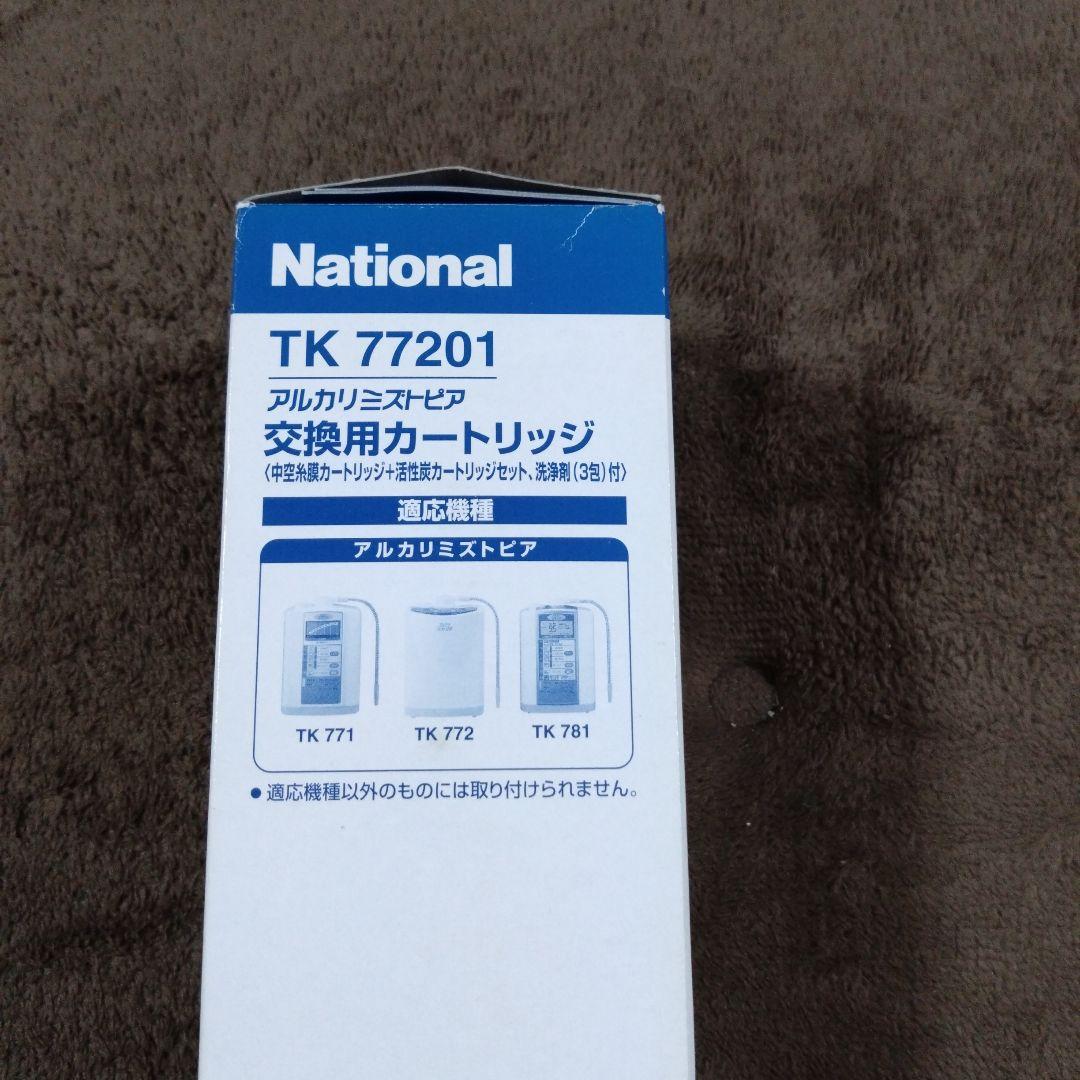 National
TK 77201
アルカリミズトピア
交換用カートリッジ
〈中空糸膜カートリッジ+活性炭カートリッジセット、洗浄剤(3包)付〉
適応機種
アルカリミズトピア
TK 771 TK 772 TK 781
●適応機種以外のものには取り付けられません。